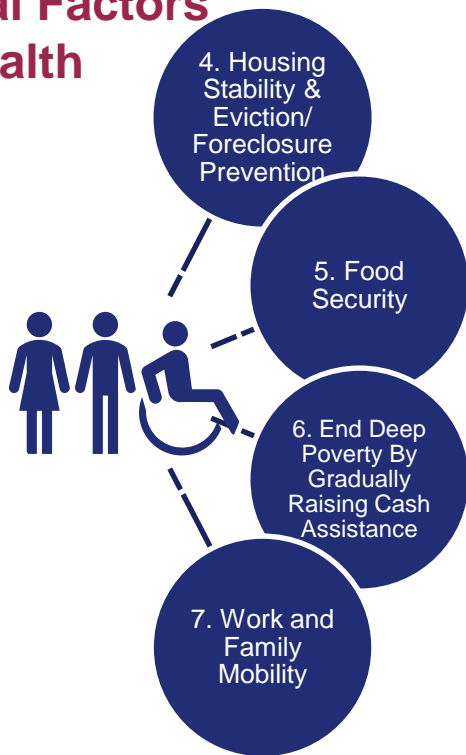 al Factors
alth
4. Housing
Stability &
Eviction/
Foreclosure
Prevention
5. Food
Security
6. End Deep
Poverty By
Gradually
Raising Cash
Assistance
7. Work and
Family
Mobility